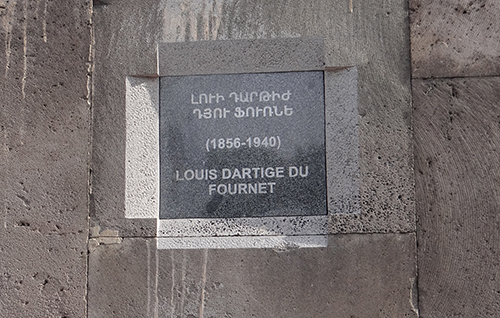 ԼՈՒԻ ԴԱՐԹԻԺ
ԴՅՈՒ ՖՈՒՌՆԵ
(1856-1940)
LOUIS DARTIGE DU
FOURNET